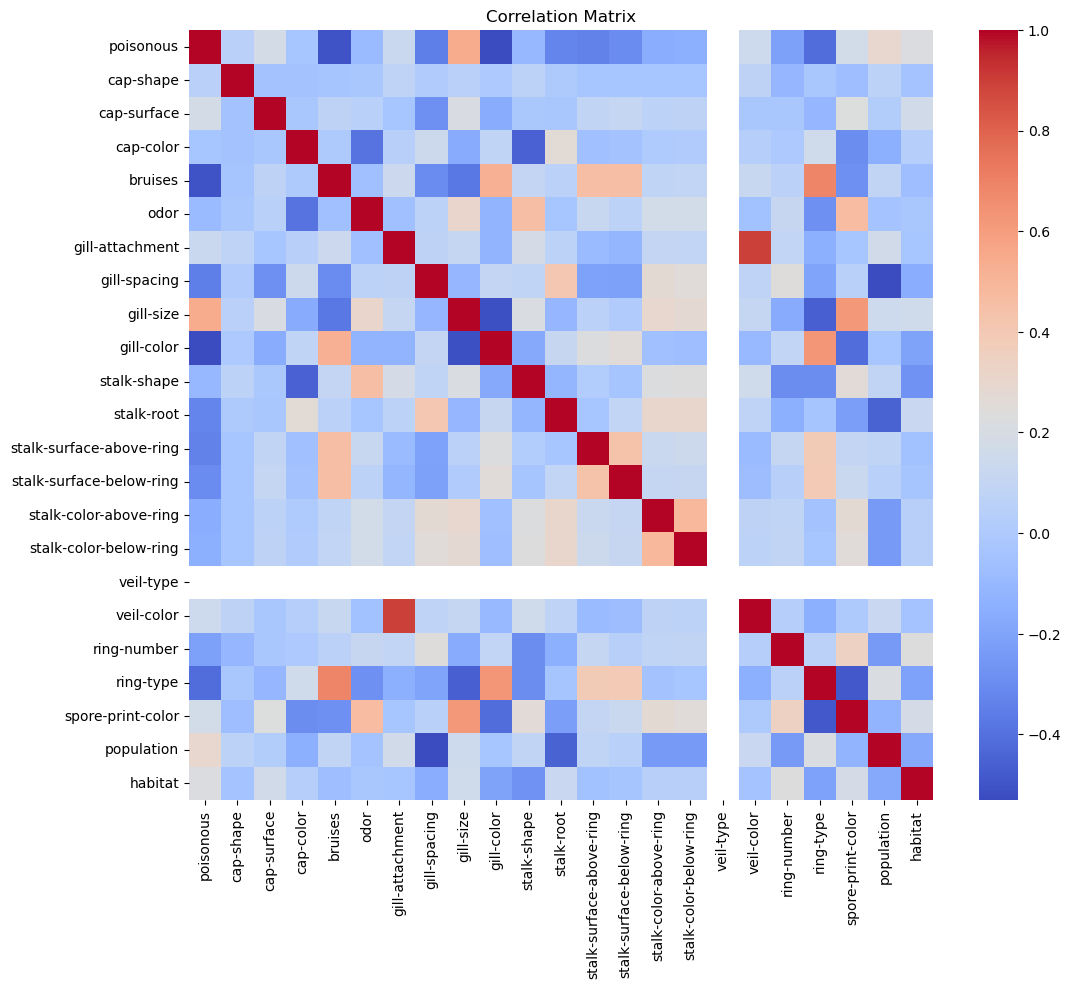 Correlation Matrix
poisonous
cap-shape
cap-surface
cap-color
bruises
odor
gill-attachment
gill-spacing
gill-size
gill-color
stalk-shape
stalk-root
stalk-surface-above-ring
stalk-surface-below-ring
stalk-color-above-ring
stalk-color-below-ring
veil-type
veil-color
ring-number
ring-type
spore-print-color
population
habitat
poisonous
cap-shape
cap-surface
cap-color
bruises
odor
gill-attachment
gill-spacing
gill-size
gill-color
stalk-shape
stalk-root
stalk-surface-above-ring
stalk-surface-below-ring
stalk-color-above-ring
stalk-color-below-ring
veil-type
veil-color
ring-number
ring-type
spore-print-color
population
habitat
1.0
0.8
0.6
0.4
0.2
0.0
−0.2
−0.4